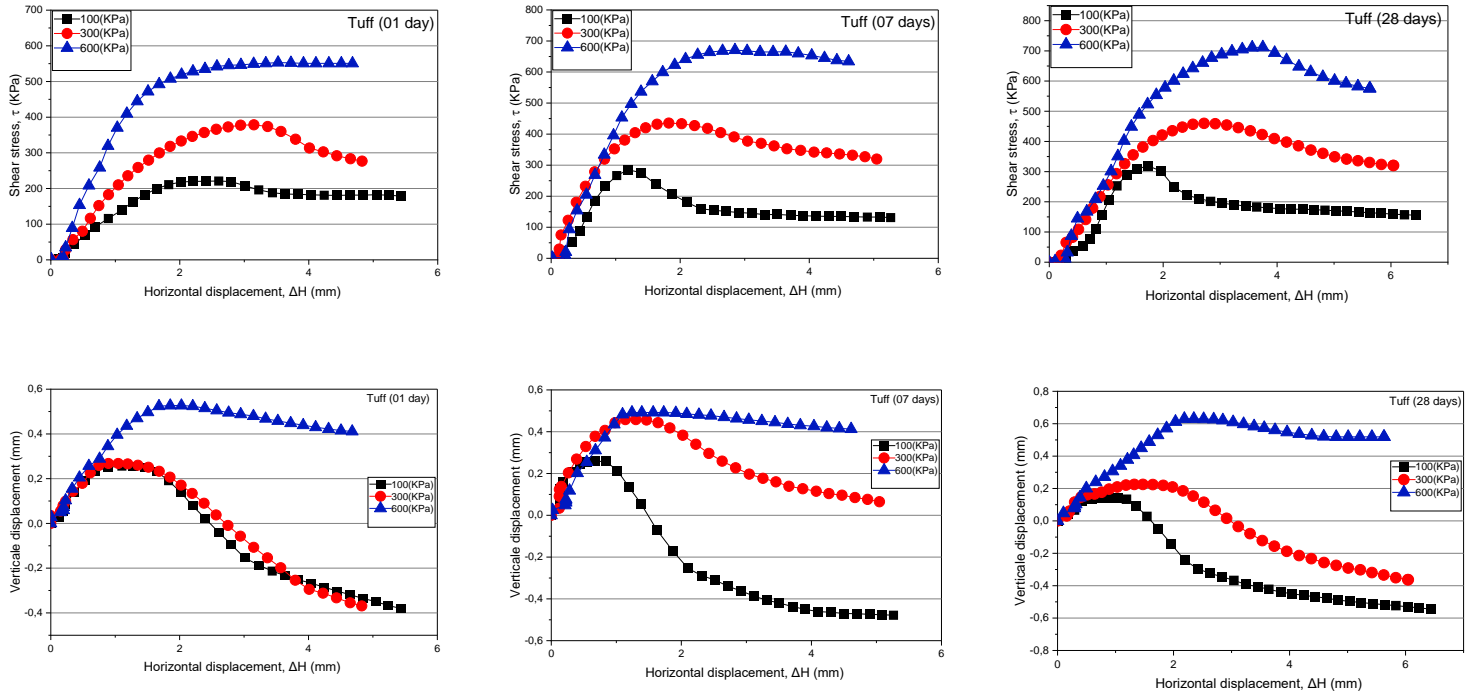 Tuff (01 day)
100(KPa)
300(KPa)
600(KPa)
Shear stress, τ (KPa)
700
600
500
400
300
200
100
0
0
2
4
6
Horizontal displacement, ΔH (mm)
Tuff (07 days)
100(KPa)
300(KPa)
600(KPa)
Shear stress, τ (KPa)
900
800
700
600
500
400
300
200
100
0
0
2
4
6
Horizontal displacement, ΔH (mm)
Tuff (28 days)
100(KPa)
300(KPa)
600(KPa)
Shear stress, τ (KPa)
800
700
600
500
400
300
200
100
0
0
2
4
6
Horizontal displacement, ΔH (mm)
Tuff (01 day)
100(KPa)
300(KPa)
600(KPa)
Verticale displacement (mm)
0,6
0,4
0,2
0,0
-0,2
-0,4
0
2
4
6
Horizontal displacement, ΔH (mm)
Tuff (07 days)
100(KPa)
300(KPa)
600(KPa)
Verticale displacement (mm)
0,6
0,4
0,2
0,0
-0,2
-0,4
-0,6
0
2
4
6
Horizontal displacement, ΔH (mm)
Tuff (28 days)
100(KPa)
300(KPa)
600(KPa)
Verticale displacement (mm)
0,8
0,6
0,4
0,2
0,0
-0,2
-0,4
-0,6
-0,8
0
2
4
6
Horizontal displacement, ΔH (mm)